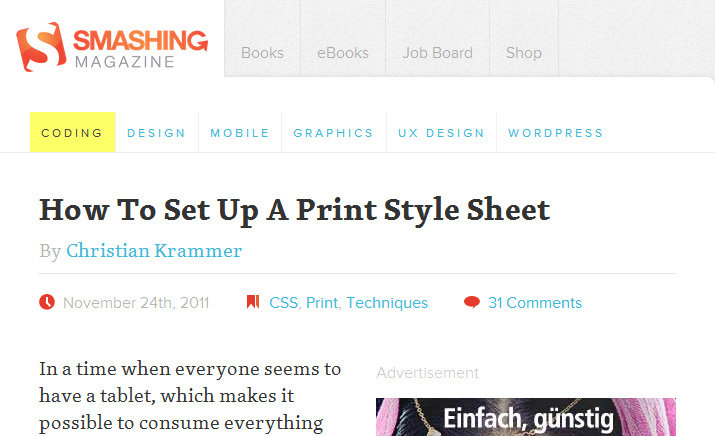 SMASHING
MAGAZINE
Books eBooks Job Board Shop
CODING DESIGN MOBILE GRAPHICS UX DESIGN WORDPRESS
How To Set Up A Print Style Sheet
By Christian Krammer
November 24th, 2011 CSS, Print, Techniques 31 Comments
In a time when everyone seems to
have a tablet, which makes it
possible to consume everything
Advertisement
Einfach, günstig